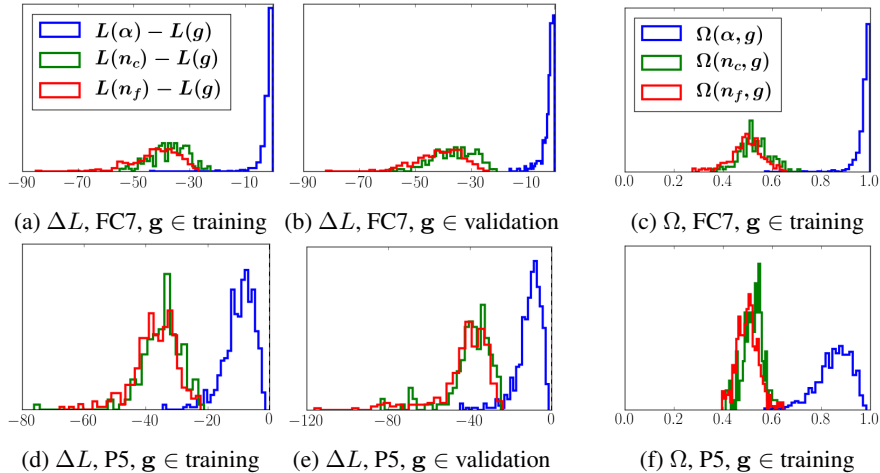 L(α) − L(g)
L(n_c) − L(g)
L(n_f) − L(g)
−90 −70 −50 −30 −10
−90 −70 −50 −30 −10
Ω(α, g)
Ω(n_c, g)
Ω(n_f, g)
0.0 0.2 0.4 0.6 0.8 1.0
(a) ΔL, FC7, g ∈ training
(b) ΔL, FC7, g ∈ validation
(c) Ω, FC7, g ∈ training
−80 −60 −40 −20 0
−120 −80 −40 0
0.0 0.2 0.4 0.6 0.8 1.0
(d) ΔL, P5, g ∈ training
(e) ΔL, P5, g ∈ validation
(f) Ω, P5, g ∈ training